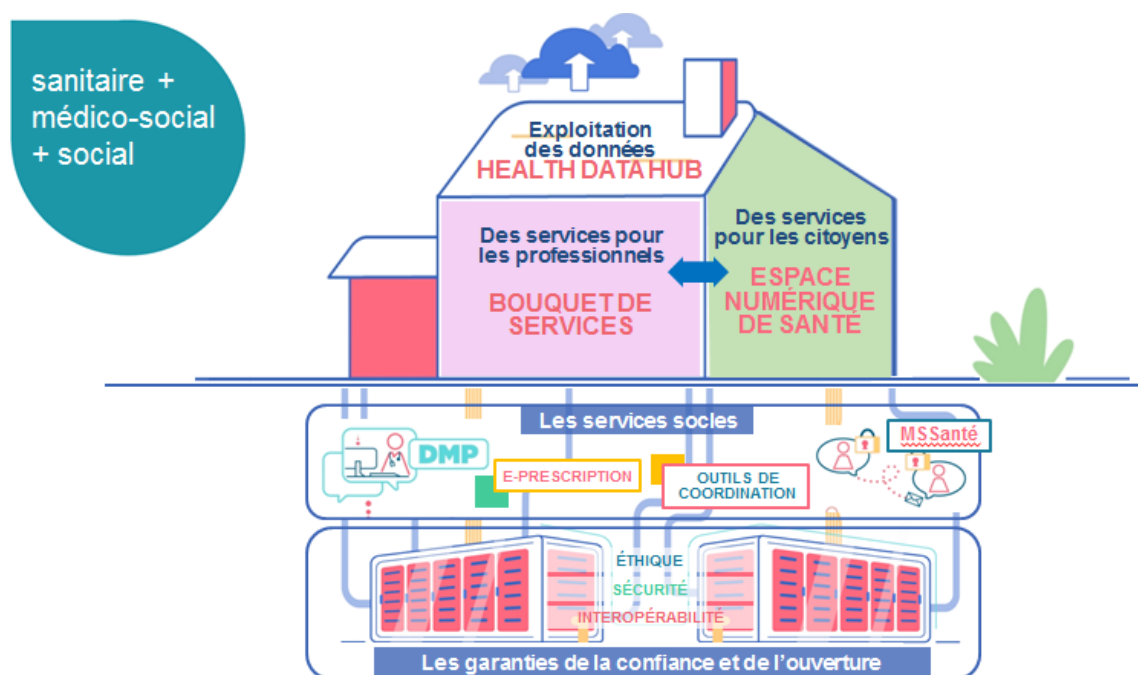 sanitaire +
médico-social
+ social
Exploitation
des données
HEALTH DATA HUB
Des services pour
les professionnels
BOUQUET DE
SERVICES
Des services
pour les citoyens
ESPACE
NUMÉRIQUE
DE SANTÉ
Les services socles
DMP
E-PRESCRIPTION
OUTILS DE
COORDINATION
MSSanté
ÉTHIQUE
SÉCURITÉ
INTEROPÉRABILITÉ
Les garanties de la confiance et de l’ouverture